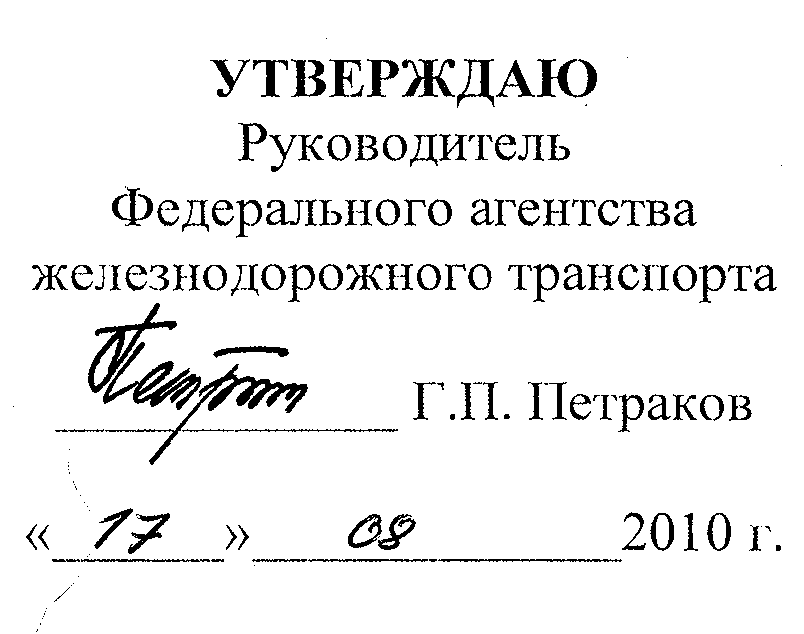 УТВЕРЖДАЮ
Руководитель
Федерального агентства
железнодорожного транспорта
Г.П. Петраков
«17» 08 2010 г.